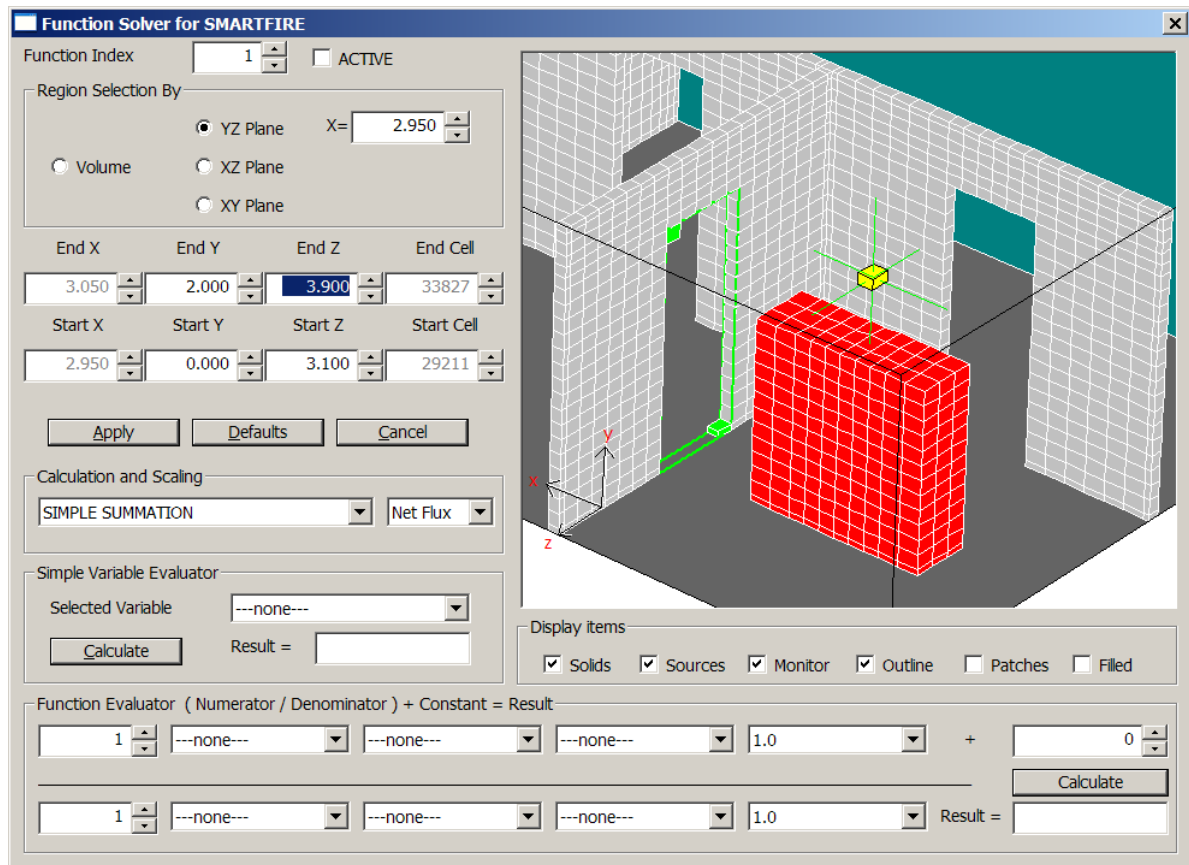 Function Solver for SMARTFIRE
Function Index 1 ACTIVE
Region Selection By
YZ Plane X= 2.950
Volume XZ Plane
XY Plane
End X End Y End Z End Cell
3.050 2.000 3.900 33827
Start X Start Y Start Z Start Cell
2.950 0.000 3.100 29211
Apply Defaults Cancel
Calculation and Scaling
SIMPLE SUMMATION Net Flux
Simple Variable Evaluator
Selected Variable ---none---
Calculate Result =
y
x
z
Display items
Solids Sources Monitor Outline Patches Filled
Function Evaluator ( Numerator / Denominator ) + Constant = Result
1 ---none--- ---none--- ---none--- 1.0 + 0
Calculate
1 ---none--- ---none--- ---none--- 1.0 Result =